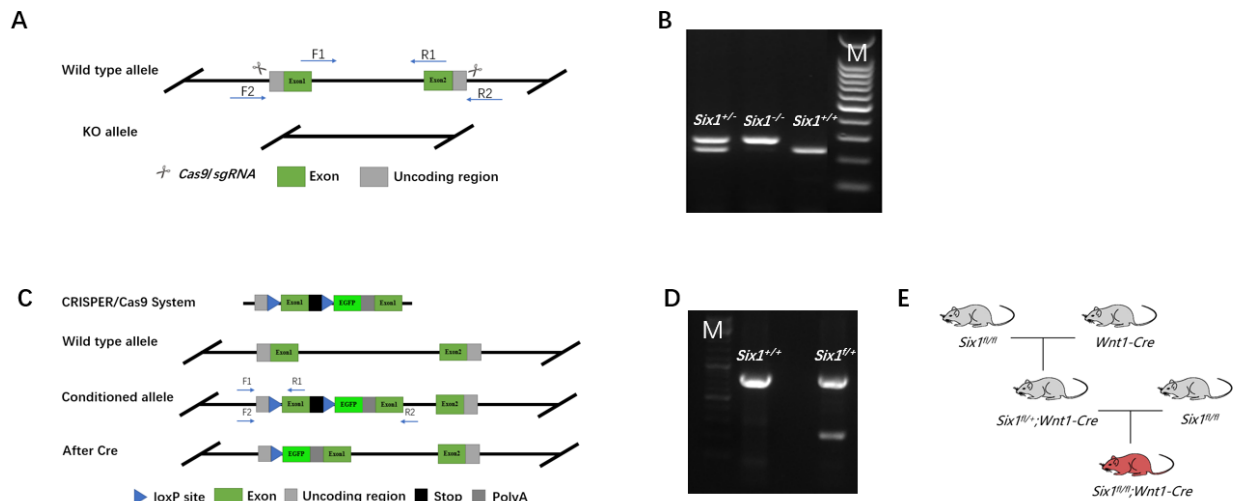 A
F1
R1
Wild type allele
Exon1
Exon2
F2
R2
KO allele
Cas9/sgRNA
Exon
Uncoding region
B
M
Six1+/-
Six1-/-
Six1+/+
C
CRISPER/Cas9 System
Exon1
EGFP
Exon1
Wild type allele
Exon1
Exon2
F1
R1
Conditioned allele
Exon1
EGFP
Exon1
Exon2
F2
R2
After Cre
EGFP
Exon1
Exon2
loxP site
Exon
Uncoding region
Stop
PolyA
D
M
Six1+/+
Six1f/+
E
Six1fl/fl
Wnt1-Cre
Six1fl/+;Wnt1-Cre
Six1fl/fl
Six1fl/fl;Wnt1-Cre